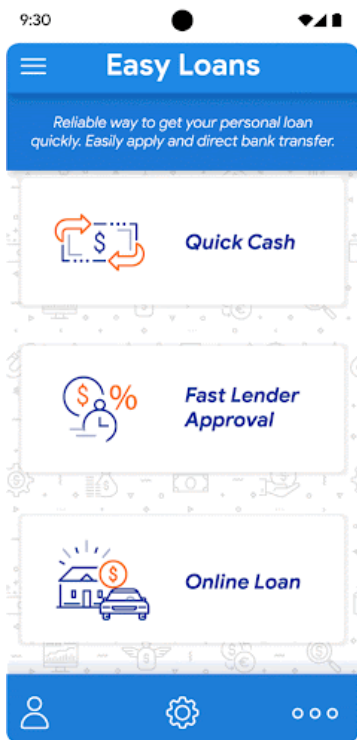 9:30
Easy Loans
Reliable way to get your personal loan
quickly. Easily apply and direct bank transfer.
$
Quick Cash
$ %
Fast Lender
Approval
$
Online Loan